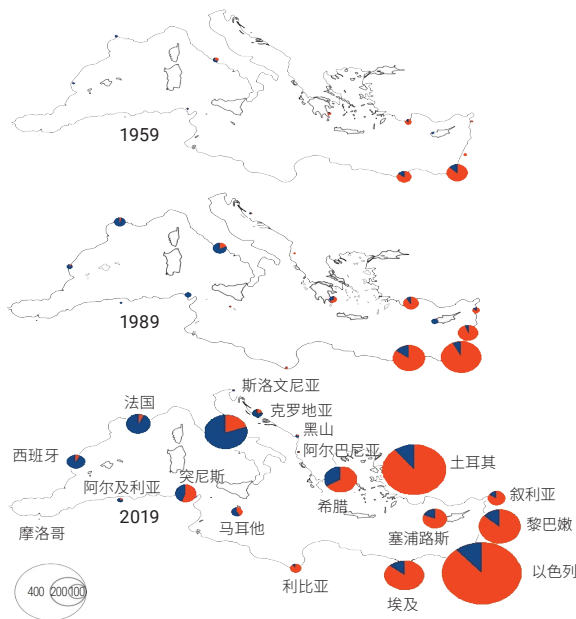 1959
1989
斯洛文尼亚
法国
克罗地亚
黑山
西班牙
阿尔巴尼亚
土耳其
阿尔及利亚
突尼斯
希腊
叙利亚
摩洛哥
2019
马耳他
塞浦路斯
黎巴嫩
利比亚
埃及
以色列
400 200 100